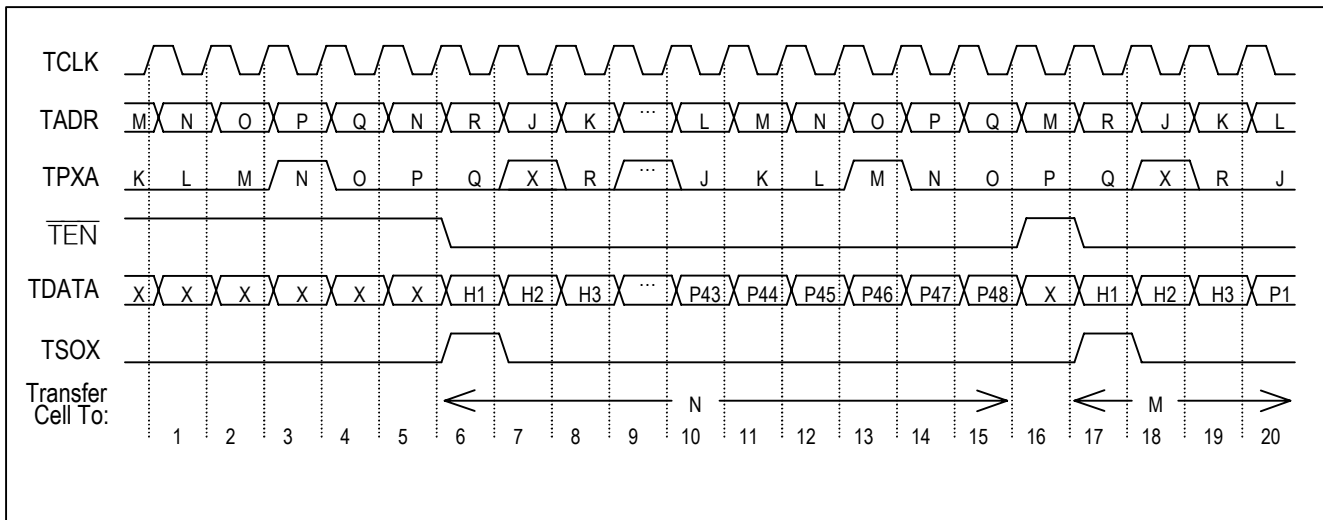 TCLK
TADR M N O P Q N R J K ... L M N O P Q M R J K L
TPXA K L M N O P Q X R ... J K L M N O P Q X R J
TEN
TDATA X X X X X X H1 H2 H3 ... P43 P44 P45 P46 P47 P48 X H1 H2 H3 P1
TSOX
Transfer
Cell To: N M
1 2 3 4 5 6 7 8 9 10 11 12 13 14 15 16 17 18 19 20